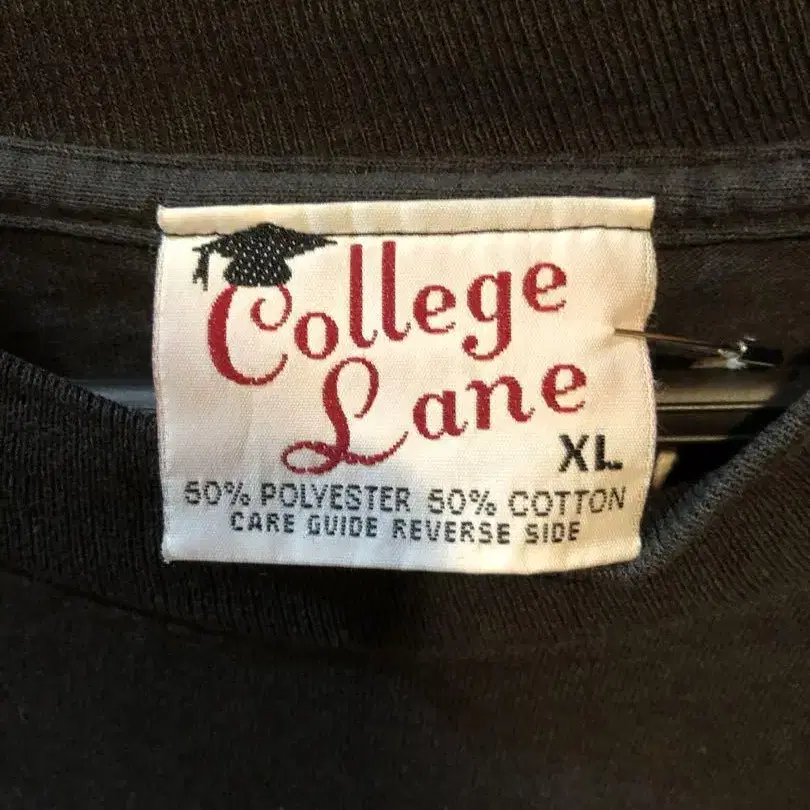 College
Lane
XL
50% POLYESTER 50% COTTON
CARE GUIDE REVERSE SIDE